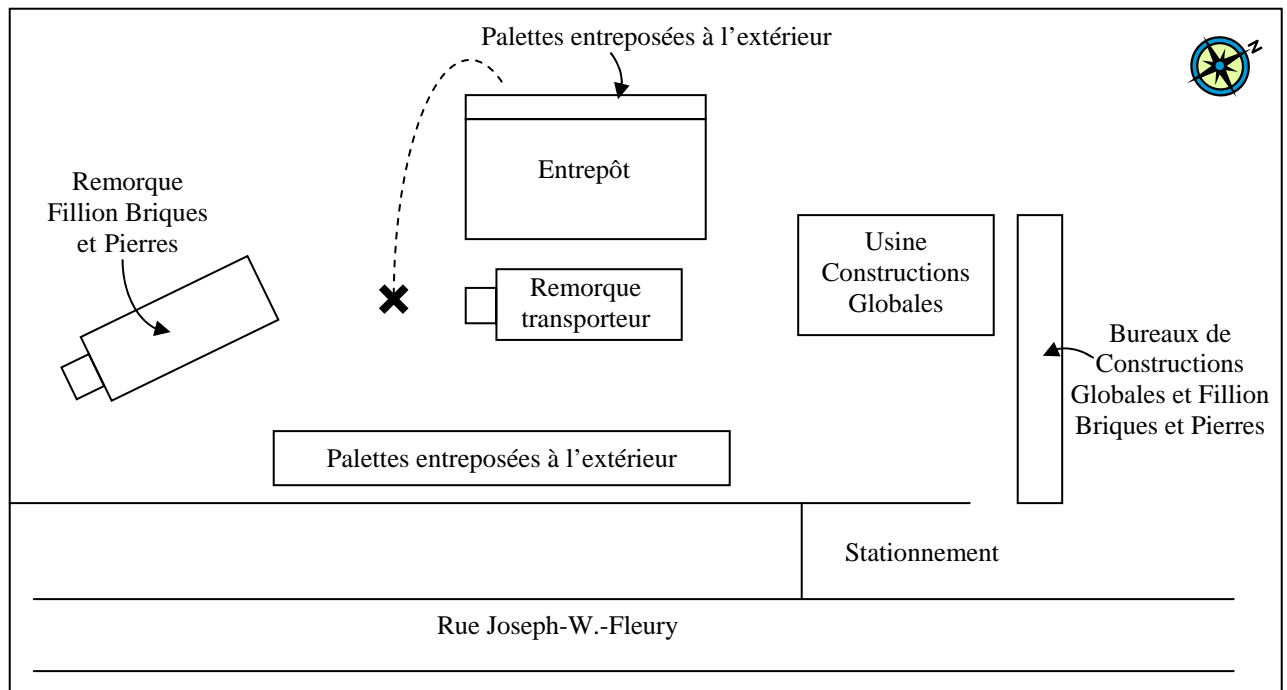 Palettes entreposées à l’extérieur
N
Entrepôt
Remorque
Fillion Briques
et Pierres
Usine
Constructions
Globales
Remorque
transporteur
Bureaux de
Constructions
Globales et Fillion
Briques et Pierres
Palettes entreposées à l’extérieur
Stationnement
Rue Joseph-W.-Fleury